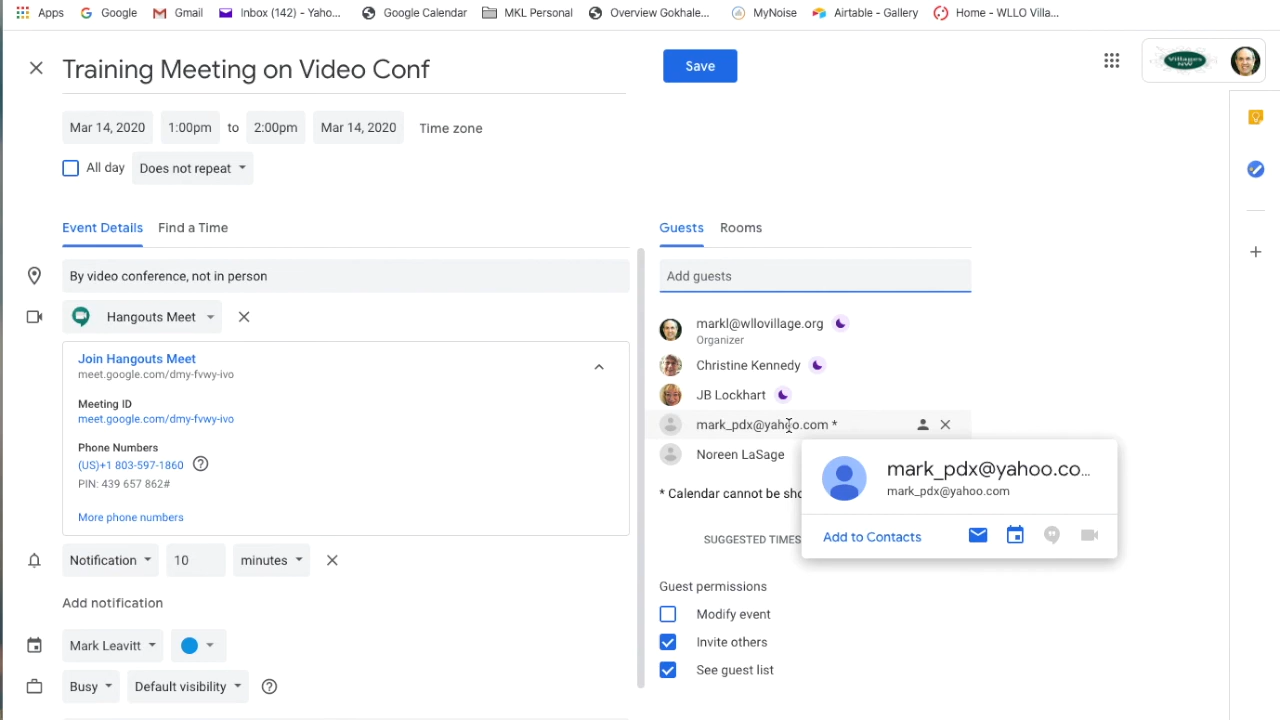 Apps Google Gmail Inbox (142) - Yaho... Google Calendar MKL Personal Overview Gokhale... MyNoise Airtable - Gallery Home - WLLO Villa...
Training Meeting on Video Conf
Save
Villages NW
Mar 14, 2020 1:00pm to 2:00pm Mar 14, 2020 Time zone
All day Does not repeat
Event Details Find a Time
Guests Rooms
By video conference, not in person
Add guests
Hangouts Meet
Join Hangouts Meet
meet.google.com/dmy-fvwy-ivo
Meeting ID
meet.google.com/dmy-fvwy-ivo
Phone Numbers
(US)+1 803-597-1860
PIN: 439 657 862#
More phone numbers
markl@wllovillage.org
Organizer
Christine Kennedy
JB Lockhart
mark_pdx@yahoo.com *
Noreen LaSage
* Calendar cannot be sho
SUGGESTED TIMES
mark_pdx@yahoo.co...
mark_pdx@yahoo.com
Add to Contacts
Notification 10 minutes
Add notification
Mark Leavitt
Busy Default visibility
Guest permissions
Modify event
Invite others
See guest list